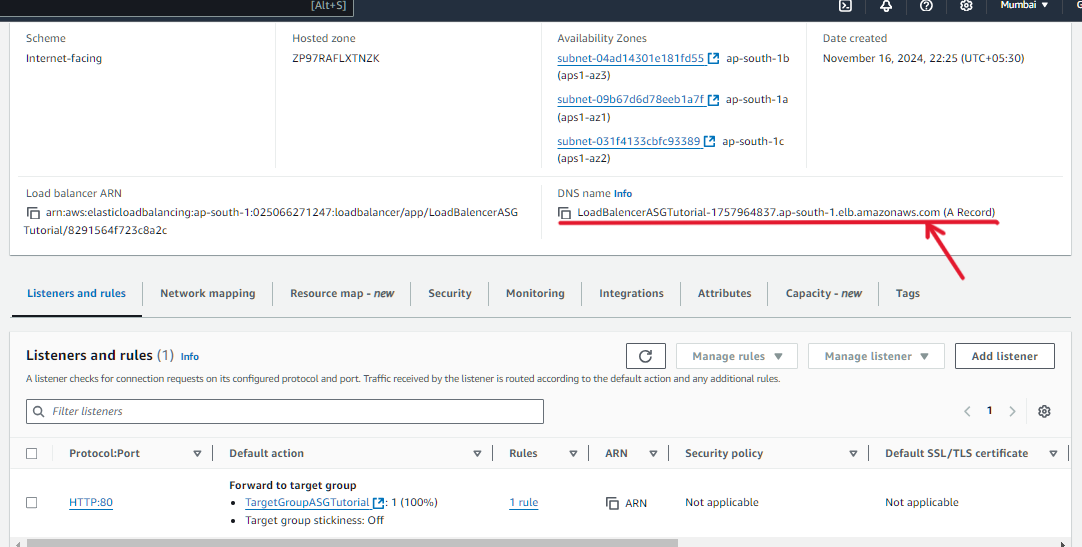 [Alt+S]
Mumbai
Scheme
Internet-facing
Hosted zone
ZP97RAFLXTNZK
Availability Zones
subnet-04ad14301e181fd55 ap-south-1b
(aps1-az3)
subnet-09b67d6d78eeb1a7f ap-south-1a
(aps1-az1)
subnet-031f4133cbfc93389 ap-south-1c
(aps1-az2)
Date created
November 16, 2024, 22:25 (UTC+05:30)
Load balancer ARN
arn:aws:elasticloadbalancing:ap-south-1:025066271247:loadbalancer/app/LoadBalencerASG
Tutorial/8291564f723c8a2c
DNS name Info
LoadBalencerASGTutorial-1757964837.ap-south-1.elb.amazonaws.com (A Record)
Listeners and rules Network mapping Resource map - new Security Monitoring Integrations Attributes Capacity - new Tags
Listeners and rules (1) Info
Manage rules Manage listener Add listener
A listener checks for connection requests on its configured protocol and port. Traffic received by the listener is routed according to the default action and any additional rules.
Filter listeners
1
Protocol:Port Default action Rules ARN Security policy Default SSL/TLS certificate
HTTP:80
Forward to target group
• TargetGroupASGTutorial : 1 (100%)
• Target group stickiness: Off
1 rule
ARN
Not applicable
Not applicable